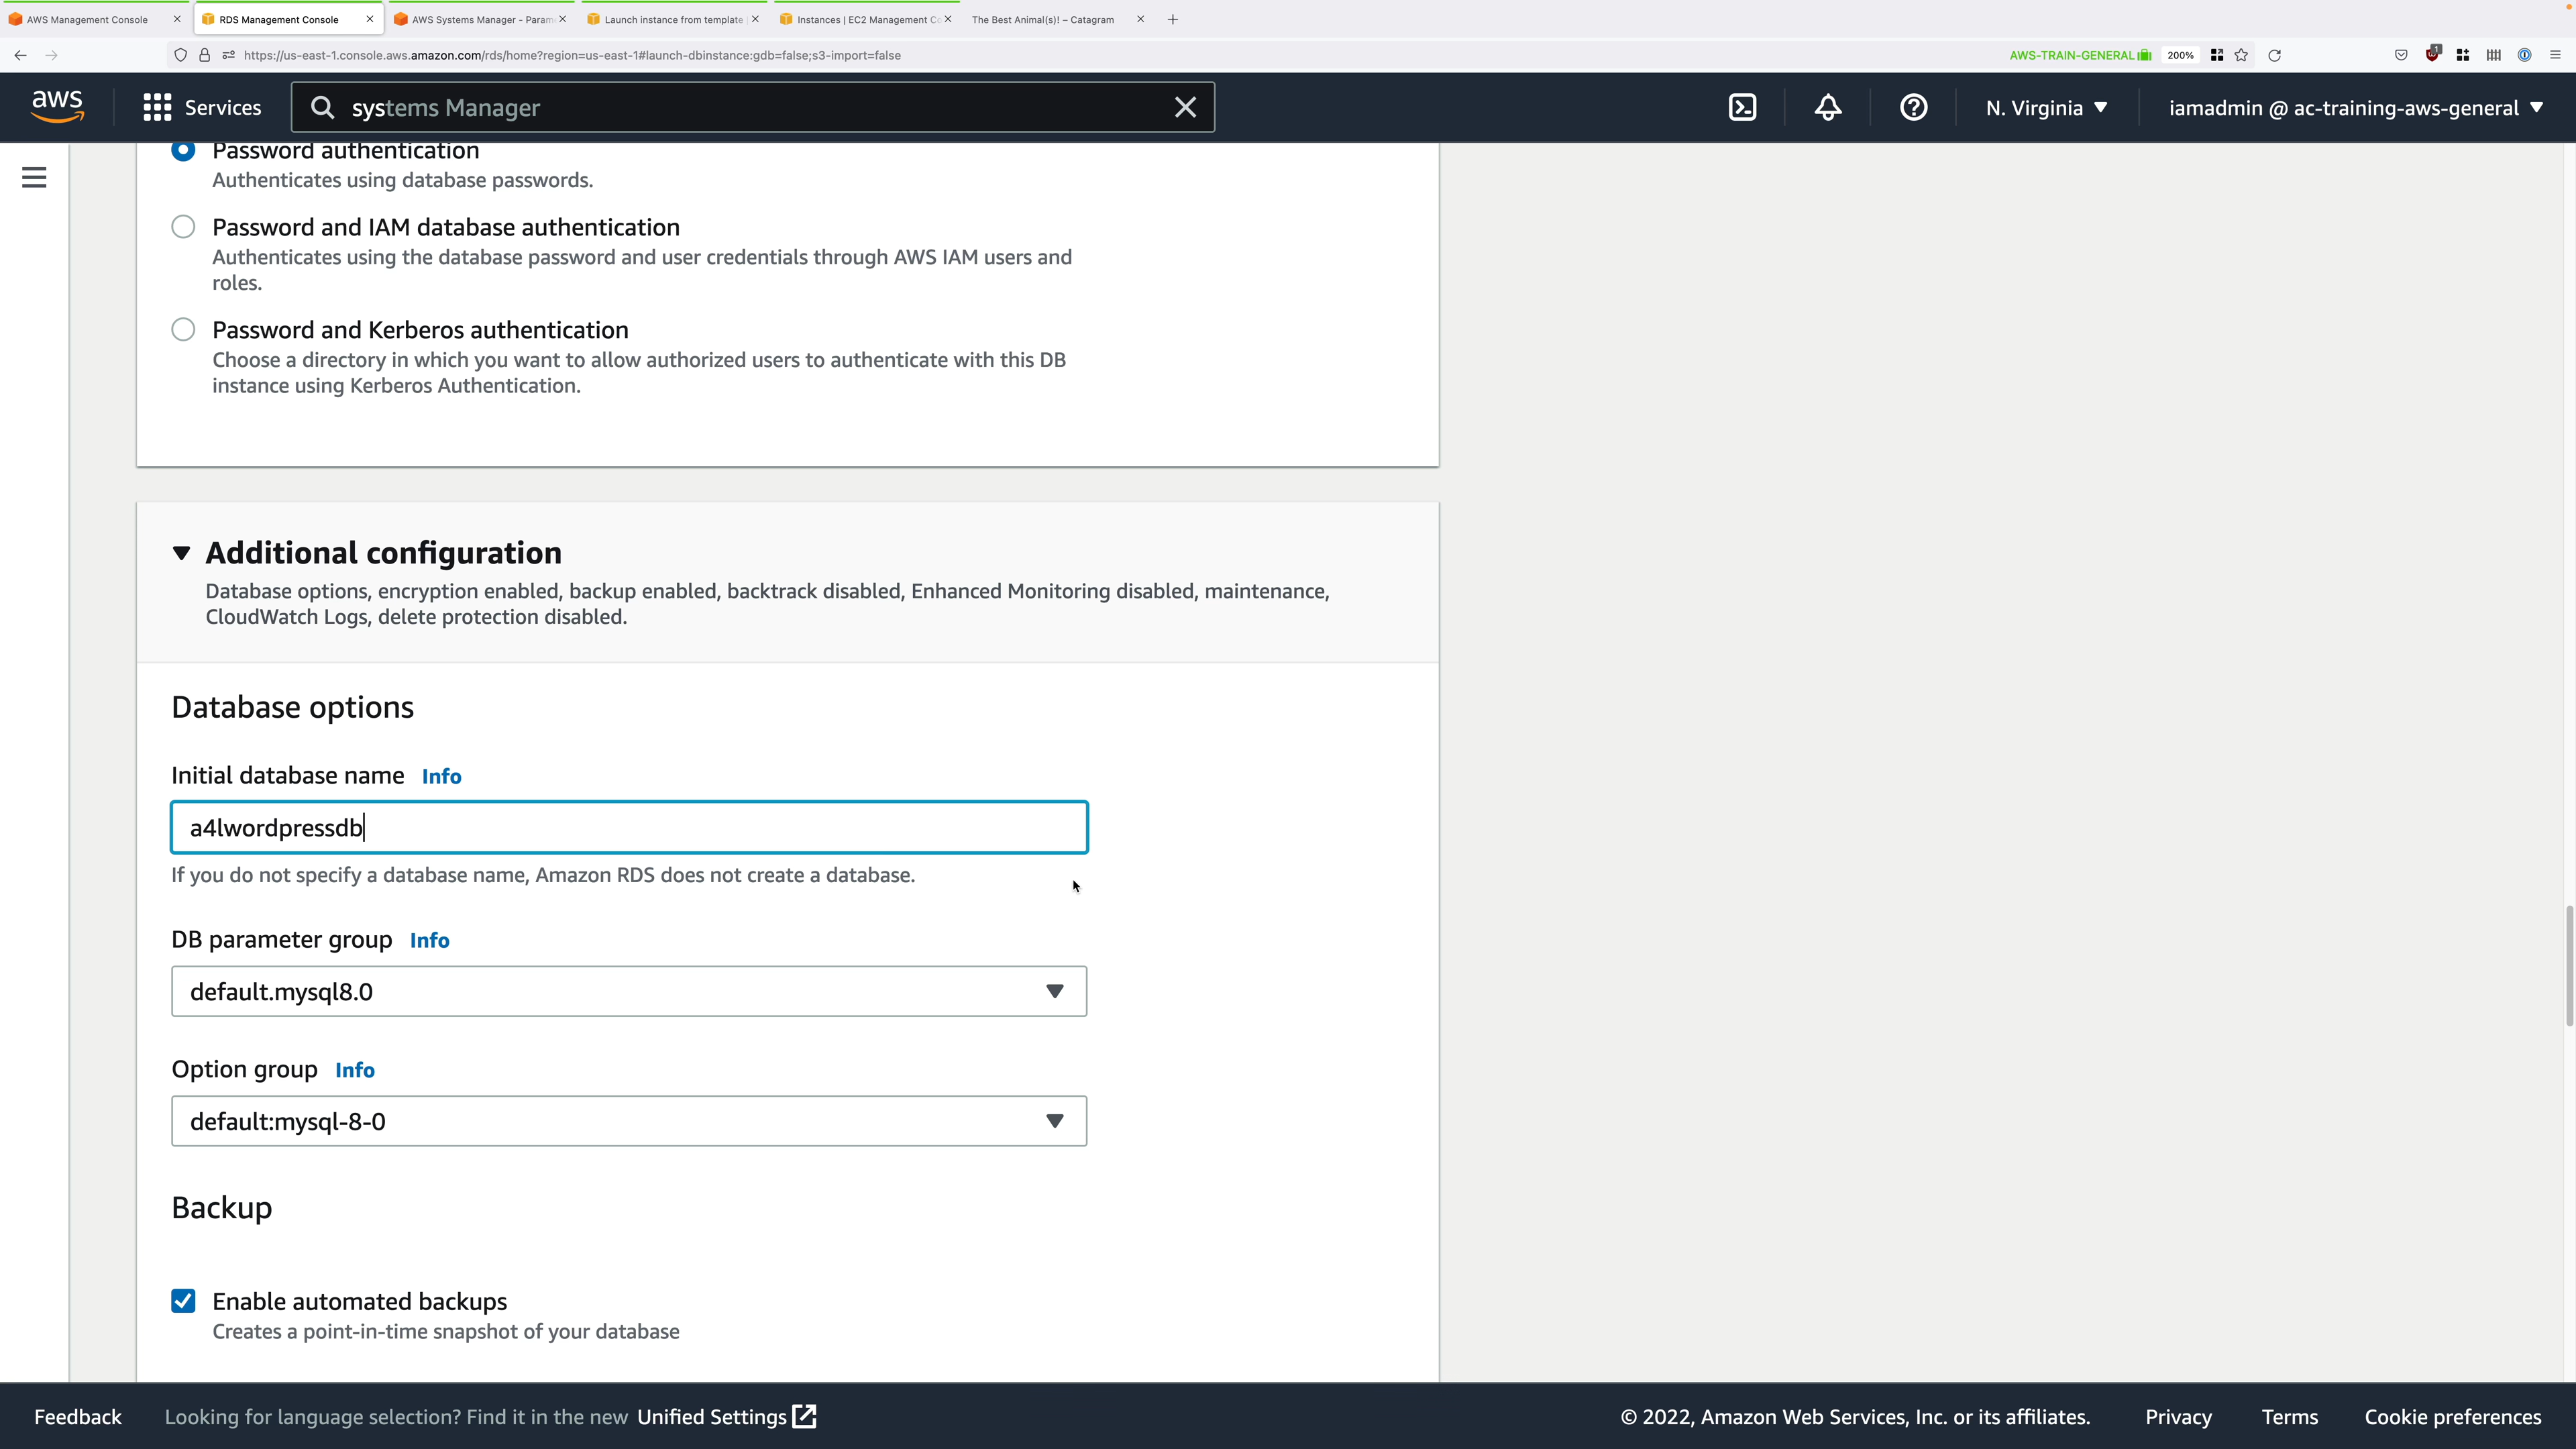 AWS Management Console
RDS Management Console
AWS Systems Manager - Param
Launch instance from template
Instances | EC2 Management Co
The Best Animal(s)! – Catagram
https://us-east-1.console.aws.amazon.com/rds/home?region=us-east-1#launch-dbinstance:gdb=false;s3-import=false
AWS-TRAIN-GENERAL
200%
1
aws
Services
systems Manager
N. Virginia
iamadmin @ ac-training-aws-general
Password authentication
Authenticates using database passwords.
Password and IAM database authentication
Authenticates using the database password and user credentials through AWS IAM users and
roles.
Password and Kerberos authentication
Choose a directory in which you want to allow authorized users to authenticate with this DB
instance using Kerberos Authentication.
Additional configuration
Database options, encryption enabled, backup enabled, backtrack disabled, Enhanced Monitoring disabled, maintenance,
CloudWatch Logs, delete protection disabled.
Database options
Initial database name Info
a4lwordpressdb
If you do not specify a database name, Amazon RDS does not create a database.
DB parameter group Info
default.mysql8.0
Option group Info
default:mysql-8-0
Backup
Enable automated backups
Creates a point-in-time snapshot of your database
Feedback
Looking for language selection? Find it in the new Unified Settings
© 2022, Amazon Web Services, Inc. or its affiliates.
Privacy
Terms
Cookie preferences